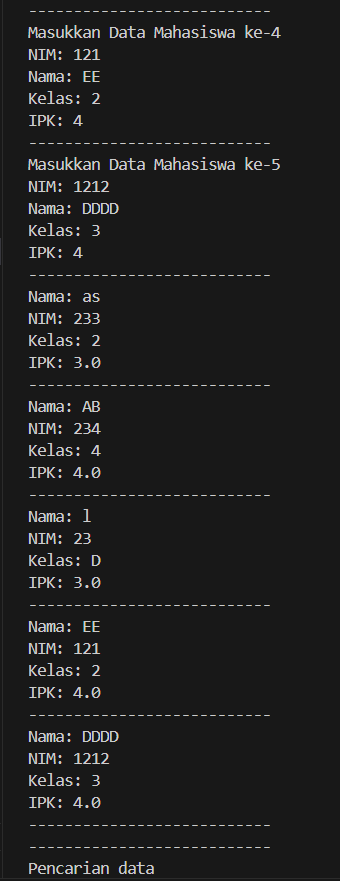 ---------------------------
Masukkan Data Mahasiswa ke-4
NIM: 121
Nama: EE
Kelas: 2
IPK: 4
---------------------------
Masukkan Data Mahasiswa ke-5
NIM: 1212
Nama: DDDD
Kelas: 3
IPK: 4
---------------------------
Nama: as
NIM: 233
Kelas: 2
IPK: 3.0
---------------------------
Nama: AB
NIM: 234
Kelas: 4
IPK: 4.0
---------------------------
Nama: l
NIM: 23
Kelas: D
IPK: 3.0
---------------------------
Nama: EE
NIM: 121
Kelas: 2
IPK: 4.0
---------------------------
Nama: DDDD
NIM: 1212
Kelas: 3
IPK: 4.0
---------------------------
---------------------------
Pencarian data